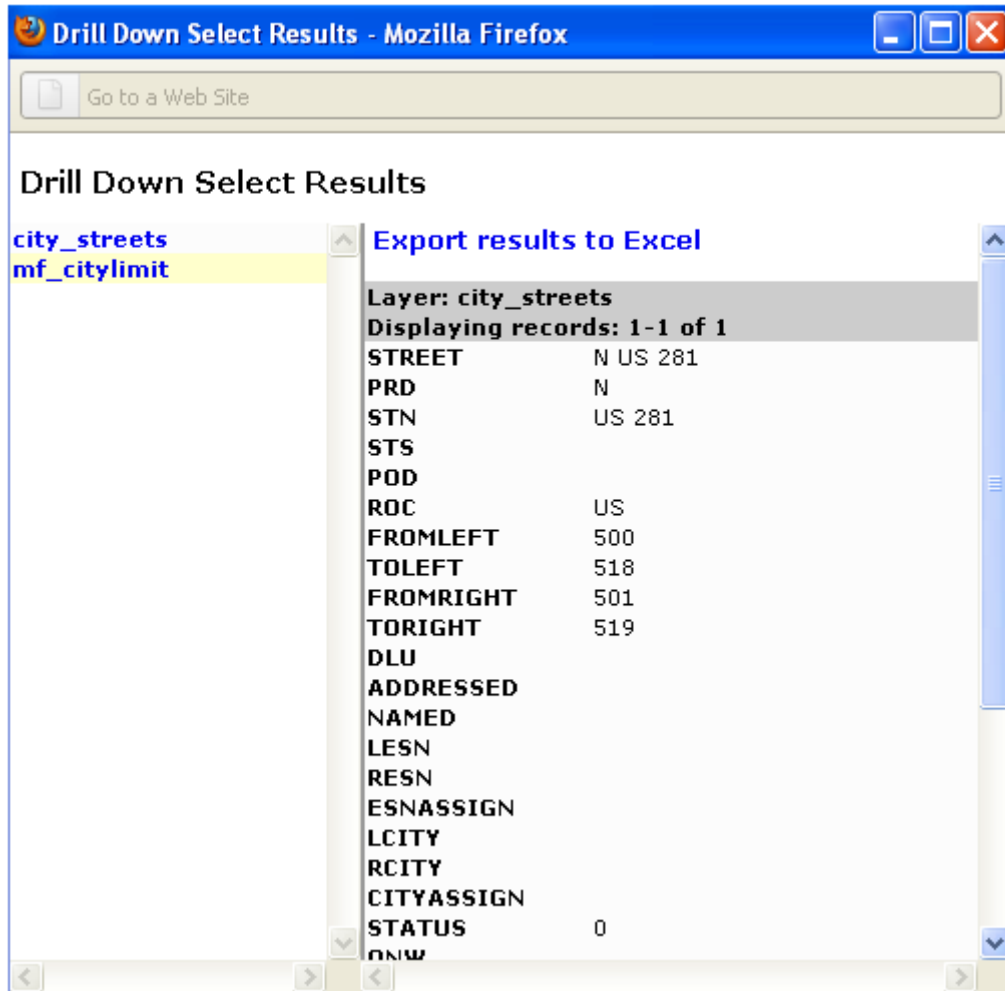 Drill Down Select Results - Mozilla Firefox
Go to a Web Site
Drill Down Select Results
city_streets
mf_citylimit
Export results to Excel
Layer: city_streets
Displaying records: 1-1 of 1
STREET N US 281
PRD N
STN US 281
STS
POD
ROC US
FROMLEFT 500
TOLEFT 518
FROMRIGHT 501
TORIGHT 519
DLU
ADDRESSED
NAMED
LESN
RESN
ESNASSIGN
LCITY
RCITY
CITYASSIGN
STATUS 0